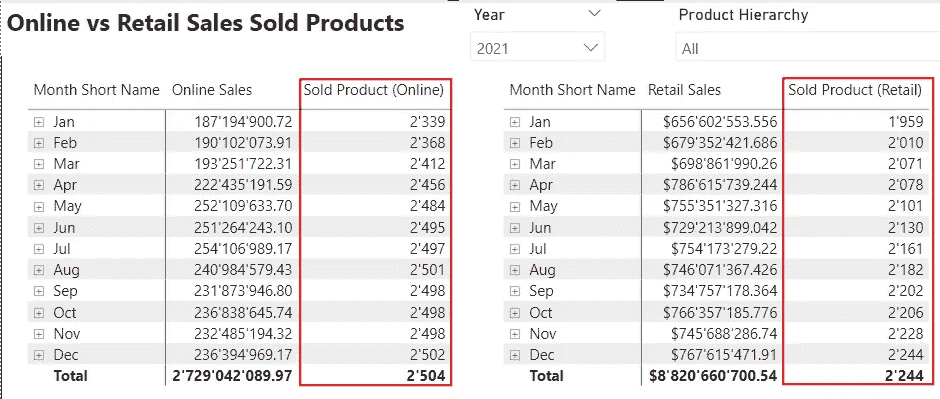 Online vs Retail Sales Sold Products
Year
2021
Product Hierarchy
All
Month Short Name Online Sales Sold Product (Online)
Jan 187'194'900.72 2'339
Feb 190'102'073.91 2'368
Mar 193'251'722.31 2'412
Apr 222'435'191.59 2'456
May 252'109'633.70 2'484
Jun 251'264'243.10 2'495
Jul 254'106'989.17 2'497
Aug 240'984'579.43 2'501
Sep 231'873'946.80 2'498
Oct 236'838'645.74 2'498
Nov 232'485'194.32 2'498
Dec 236'394'969.17 2'502
Total 2'729'042'089.97 2'504
Month Short Name Retail Sales Sold Product (Retail)
Jan $656'602'553.556 1'959
Feb $679'352'421.686 2'010
Mar $698'861'990.26 2'071
Apr $786'615'739.244 2'078
May $755'351'327.316 2'101
Jun $729'213'899.042 2'130
Jul $754'173'279.22 2'161
Aug $746'071'367.426 2'182
Sep $734'757'178.364 2'202
Oct $766'357'185.776 2'206
Nov $745'688'286.74 2'228
Dec $767'615'471.91 2'244
Total $8'820'660'700.54 2'244